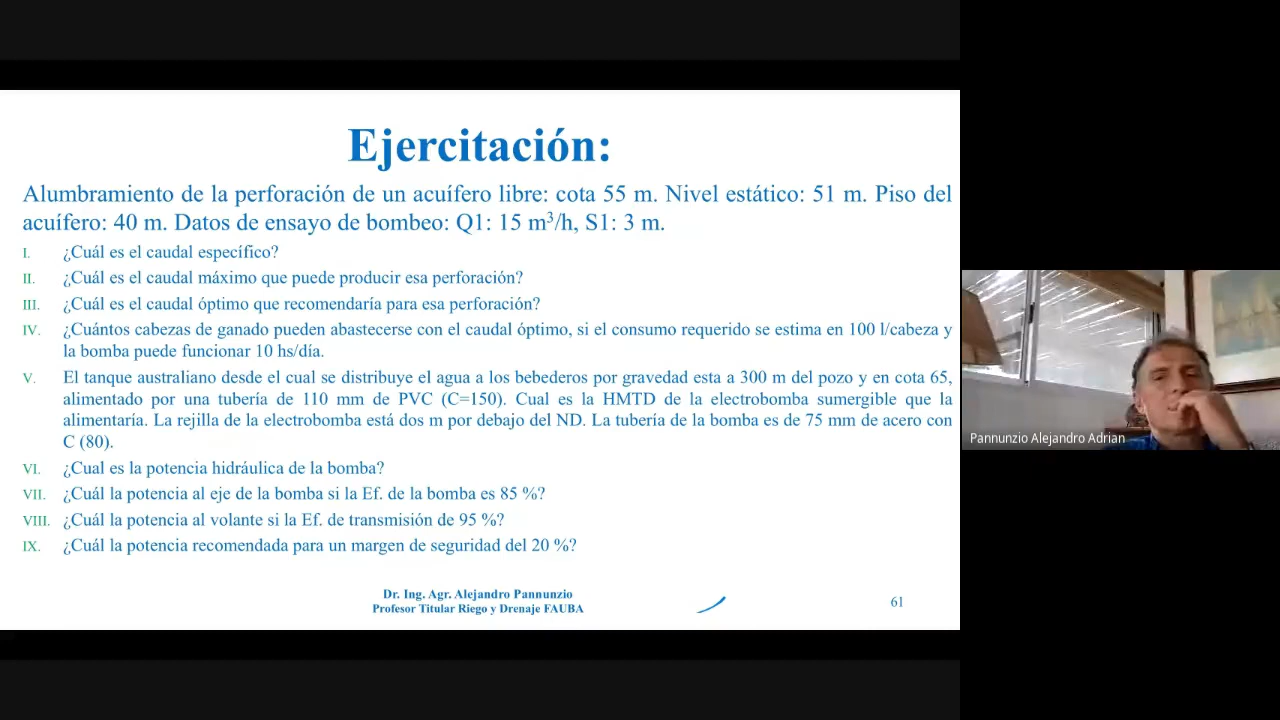 Ejercitación:
Alumbramiento de la perforación de un acuífero libre: cota 55 m. Nivel estático: 51 m. Piso del
acuífero: 40 m. Datos de ensayo de bombeo: Q1: 15 m³/h, S1: 3 m.
I. ¿Cuál es el caudal específico?
II. ¿Cuál es el caudal máximo que puede producir esa perforación?
III. ¿Cuál es el caudal óptimo que recomendaría para esa perforación?
IV. ¿Cuántos cabezas de ganado pueden abastecerse con el caudal óptimo, si el consumo requerido se estima en 100 l/cabeza y
la bomba puede funcionar 10 hs/día.
V. El tanque australiano desde el cual se distribuye el agua a los bebederos por gravedad esta a 300 m del pozo y en cota 65,
alimentado por una tubería de 110 mm de PVC (C=150). Cual es la HMTD de la electrobomba sumergible que la
alimentaría. La rejilla de la electrobomba está dos m por debajo del ND. La tubería de la bomba es de 75 mm de acero con
C (80).
VI. ¿Cual es la potencia hidráulica de la bomba?
VII. ¿Cuál la potencia al eje de la bomba si la Ef. de la bomba es 85 %?
VIII. ¿Cuál la potencia al volante si la Ef. de transmisión de 95 %?
IX. ¿Cuál la potencia recomendada para un margen de seguridad del 20 %?
Dr. Ing. Agr. Alejandro Pannunzio
Profesor Titular Riego y Drenaje FAUBA
61
Pannunzio Alejandro Adrian